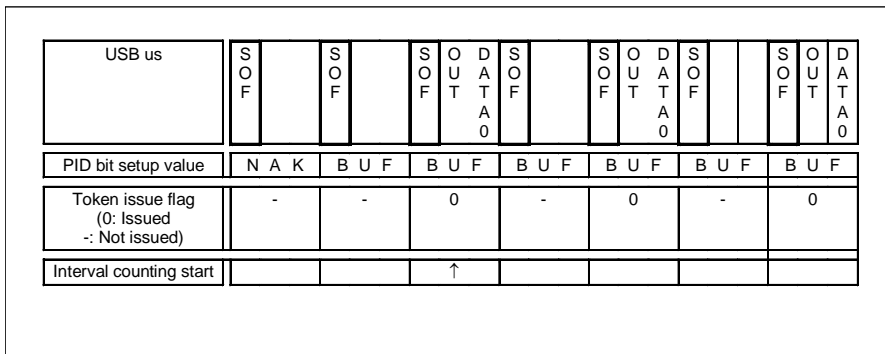 USB us S O F S O F S O F O U T D A T A 0 S O F S O F O U T D A T A 0 S O F S O F O U T D A T A 0
PID bit setup value N A K B U F B U F B U F B U F B U F B U F
Token issue flag
(0: Issued
-: Not issued) - - 0 - 0 - 0
Interval counting start ↑